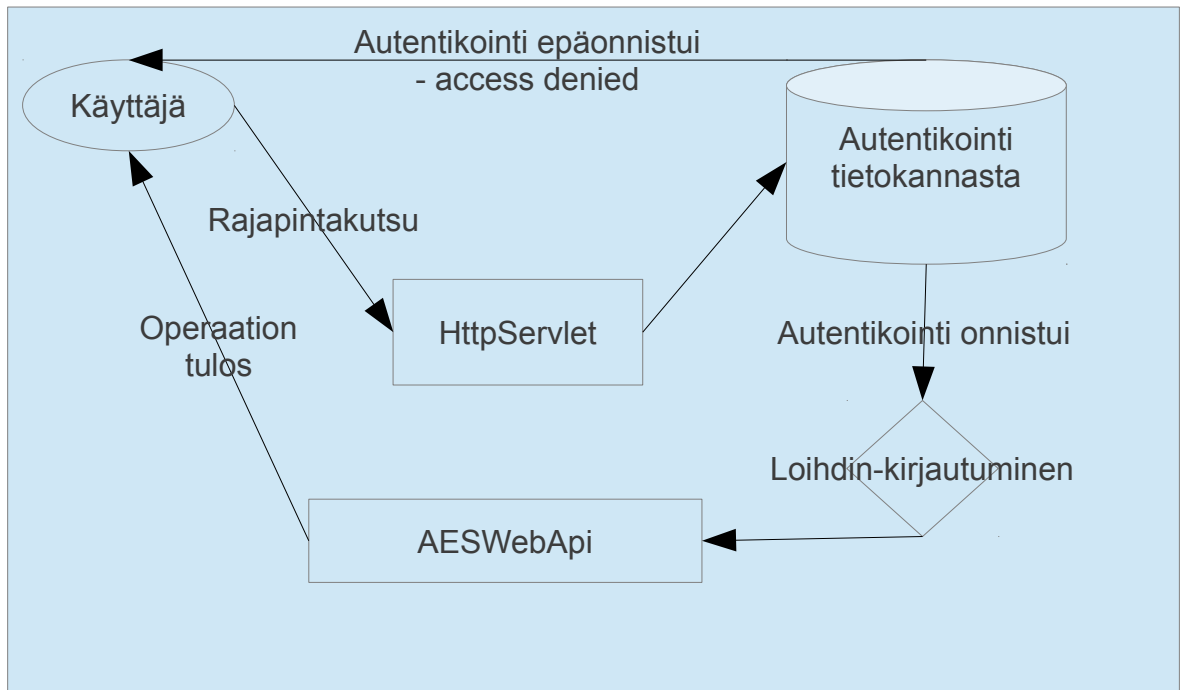 Autentikointi epäonnistui
- access denied
Käyttäjä
Autentikointi
tietokannasta
Rajapintakutsu
HttpServlet
Operaation
tulos
Autentikointi onnistui
Loihdin-kirjautuminen
AESWebApi